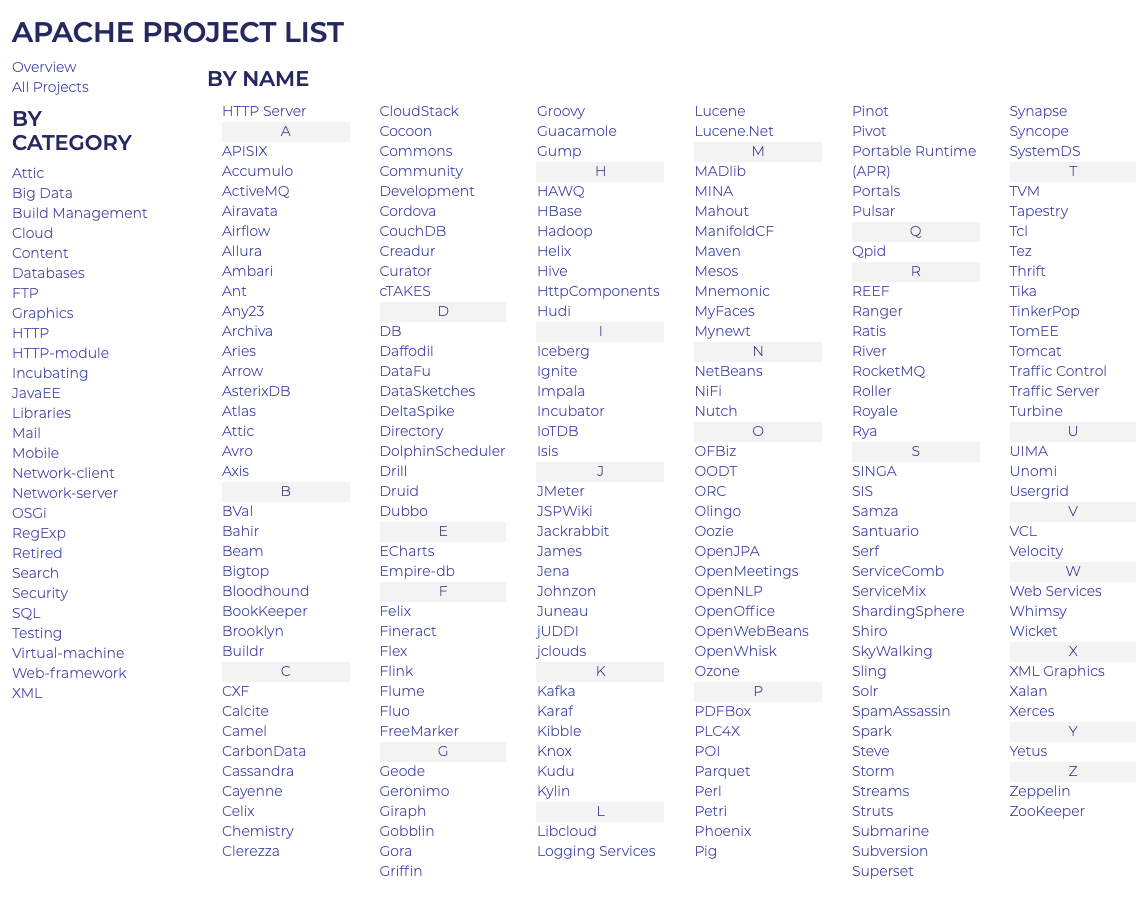 APACHE PROJECT LIST
Overview
All Projects
BY
CATEGORY
Attic
Big Data
Build Management
Cloud
Content
Databases
FTP
Graphics
HTTP
HTTP-module
Incubating
JavaEE
Libraries
Mail
Mobile
Network-client
Network-server
OSGi
RegExp
Retired
Search
Security
SQL
Testing
Virtual-machine
Web-framework
XML
BY NAME
HTTP Server
A
APISIX
Accumulo
ActiveMQ
Airavata
Airflow
Allura
Ambari
Ant
Any23
Archiva
Aries
Arrow
AsterixDB
Atlas
Attic
Avro
Axis
B
BVal
Bahir
Beam
Bigtop
Bloodhound
BookKeeper
Brooklyn
Buildr
C
CXF
Calcite
Camel
CarbonData
Cassandra
Cayenne
Celix
Chemistry
Clerezza
CloudStack
Cocoon
Commons
Community
Development
Cordova
CouchDB
Creadur
Curator
cTAKES
D
DB
Daffodil
DataFu
DataSketches
DeltaSpike
Directory
DolphinScheduler
Drill
Druid
Dubbo
E
ECharts
Empire-db
F
Felix
Fineract
Flex
Flink
Flume
Fluo
FreeMarker
G
Geode
Geronimo
Giraph
Gobblin
Gora
Griffin
Groovy
Guacamole
Gump
H
HAWQ
HBase
Hadoop
Helix
Hive
HttpComponents
Hudi
I
Iceberg
Ignite
Impala
Incubator
IoTDB
Isis
J
JMeter
JSPWiki
Jackrabbit
James
Jena
Johnzon
Juneau
jUDDI
jclouds
K
Kafka
Karaf
Kibble
Knox
Kudu
Kylin
L
Libcloud
Logging Services
Lucene
Lucene.Net
M
MADlib
MINA
Mahout
ManifoldCF
Maven
Mesos
Mnemonic
MyFaces
Mynewt
N
NetBeans
NiFi
Nutch
O
OFBiz
OODT
ORC
Olingo
Oozie
OpenJPA
OpenMeetings
OpenNLP
OpenOffice
OpenWebBeans
OpenWhisk
Ozone
P
PDFBox
PLC4X
POI
Parquet
Perl
Petri
Phoenix
Pig
Pinot
Pivot
Portable Runtime
(APR)
Portals
Pulsar
Q
Qpid
R
REEF
Ranger
Ratis
River
RocketMQ
Roller
Royale
Rya
S
SINGA
SIS
Samza
Santuario
Serf
ServiceComb
ServiceMix
ShardingSphere
Shiro
SkyWalking
Sling
Solr
SpamAssassin
Spark
Steve
Storm
Streams
Struts
Submarine
Subversion
Superset
Synapse
Syncope
SystemDS
T
TVM
Tapestry
Tcl
Tez
Thrift
Tika
TinkerPop
TomEE
Tomcat
Traffic Control
Traffic Server
Turbine
U
UIMA
Unomi
Usergrid
V
VCL
Velocity
W
Web Services
Whimsy
Wicket
X
XML Graphics
Xalan
Xerces
Y
Yetus
Z
Zeppelin
ZooKeeper